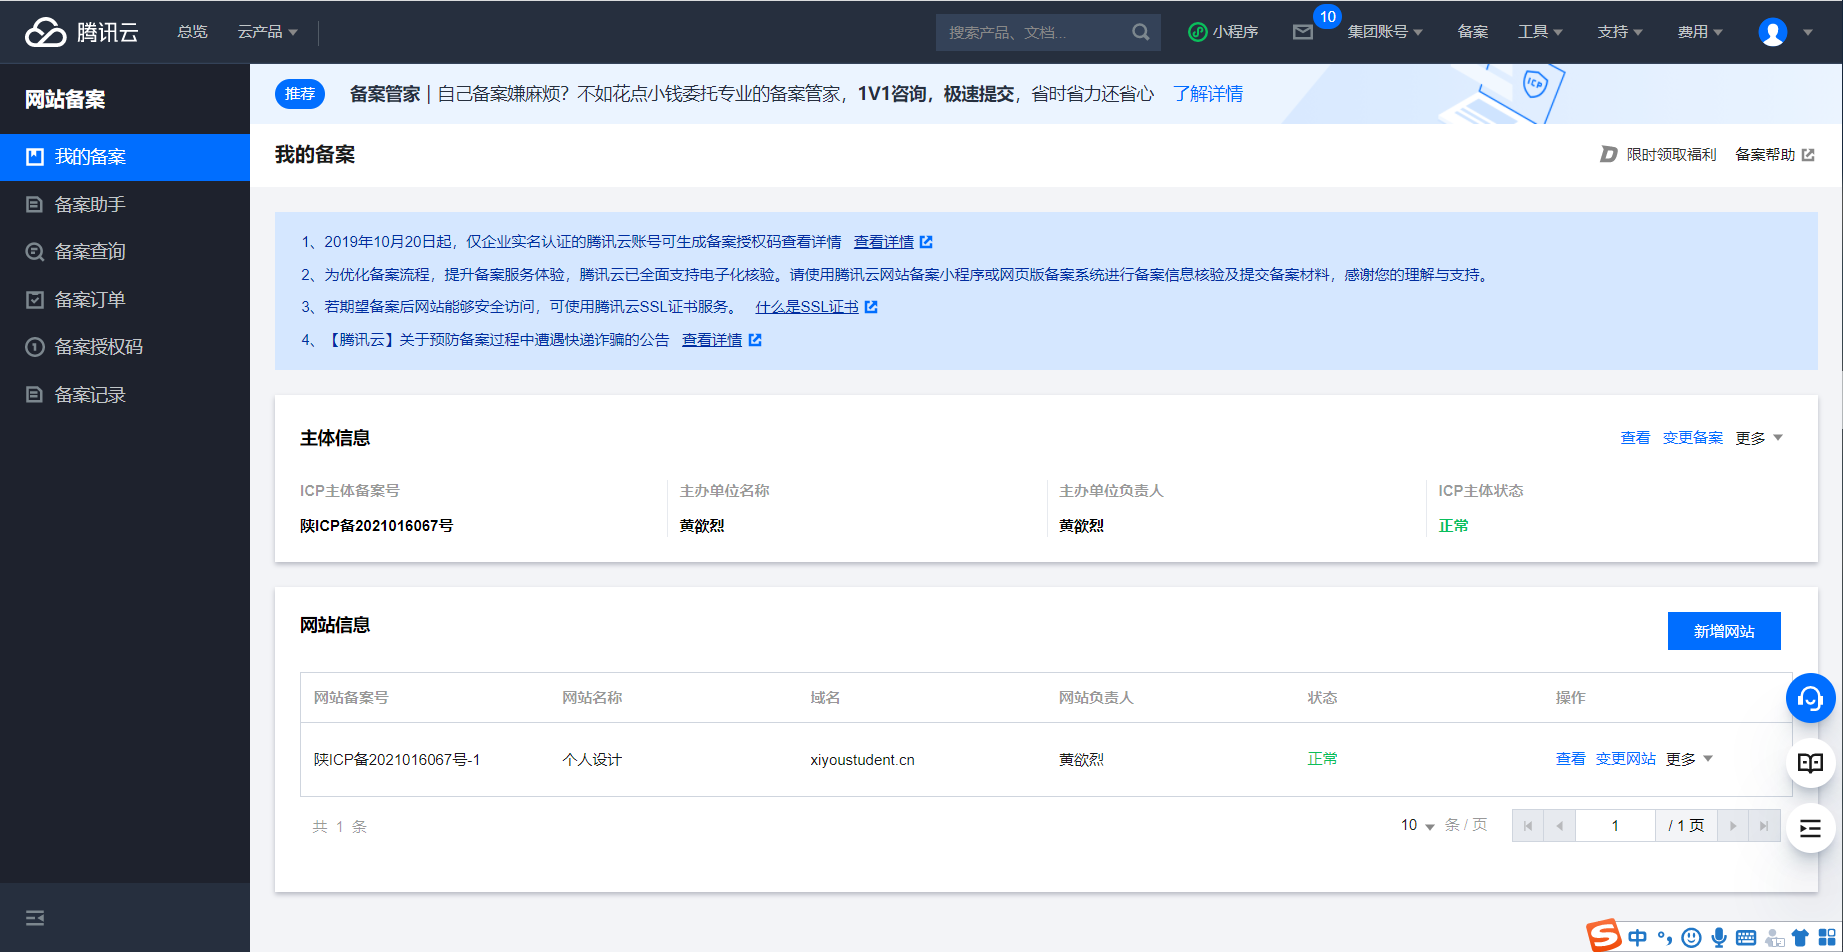 腾讯云 总览 云产品 搜索产品、文档... 小程序 10 集团账号 备案 工具 支持 费用
网站备案
我的备案
备案助手
备案查询
备案订单
备案授权码
备案记录
推荐 备案管家 | 自己备案嫌麻烦？不如花点小钱委托专业的备案管家，1V1咨询，极速提交，省时省力还省心 了解详情
ICP
我的备案 限时领取福利 备案帮助
1、2019年10月20日起，仅企业实名认证的腾讯云账号可生成备案授权码查看详情 查看详情
2、为优化备案流程，提升备案服务体验，腾讯云已全面支持电子化核验。请使用腾讯云网站备案小程序或网页版备案系统进行备案信息核验及提交备案材料，感谢您的理解与支持。
3、若期望备案后网站能够安全访问，可使用腾讯云SSL证书服务。 什么是SSL证书
4、【腾讯云】关于预防备案过程中遭遇快递诈骗的公告 查看详情
主体信息 查看 变更备案 更多
ICP主体备案号 主办单位名称 主办单位负责人 ICP主体状态
陕ICP备2021016067号 黄欲烈 黄欲烈 正常
网站信息 新增网站
网站备案号 网站名称 域名 网站负责人 状态 操作
陕ICP备2021016067号-1 个人设计 xiyoustudent.cn 黄欲烈 正常 查看 变更网站 更多
共 1 条 10 条 / 页 1 / 1 页
S 中